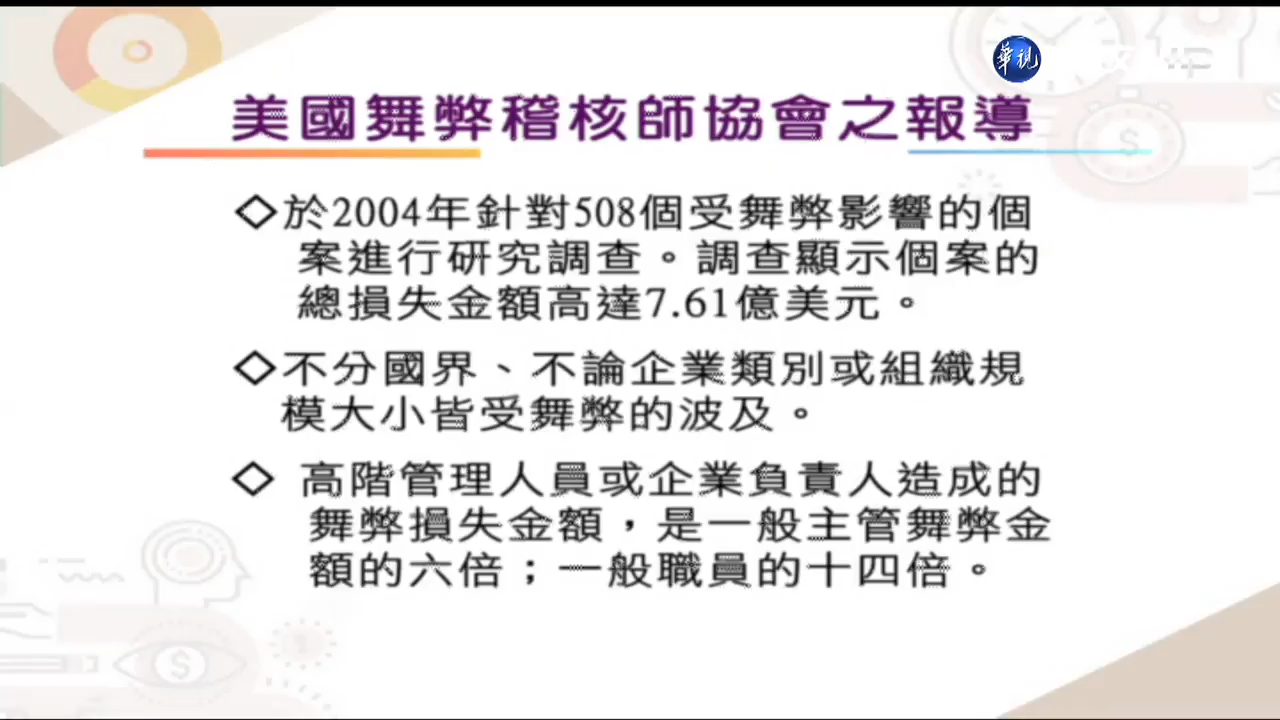 華視
美國舞弊稽核師協會之報導
◇於2004年針對508個受舞弊影響的個
案進行研究調查。調查顯示個案的
總損失金額高達7.61億美元。
◇不分國界、不論企業類別或組織規
模大小皆受舞弊的波及。
◇ 高階管理人員或企業負責人造成的
舞弊損失金額，是一般主管舞弊金
額的六倍；一般職員的十四倍。